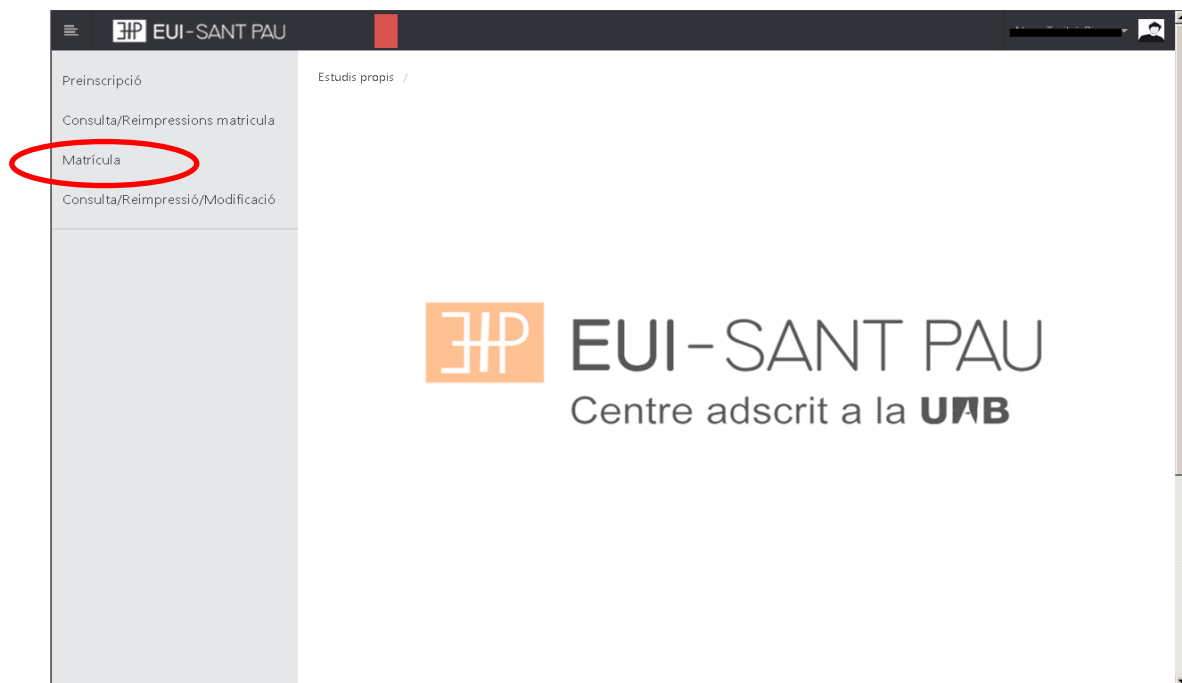 EUI-SANT PAU
Preinscripció
Estudis propis /
Consulta/Reimpressions matricula
Matrícula
Consulta/Reimpressió/Modificació
EUI-SANT PAU
Centre adscrit a la UAB